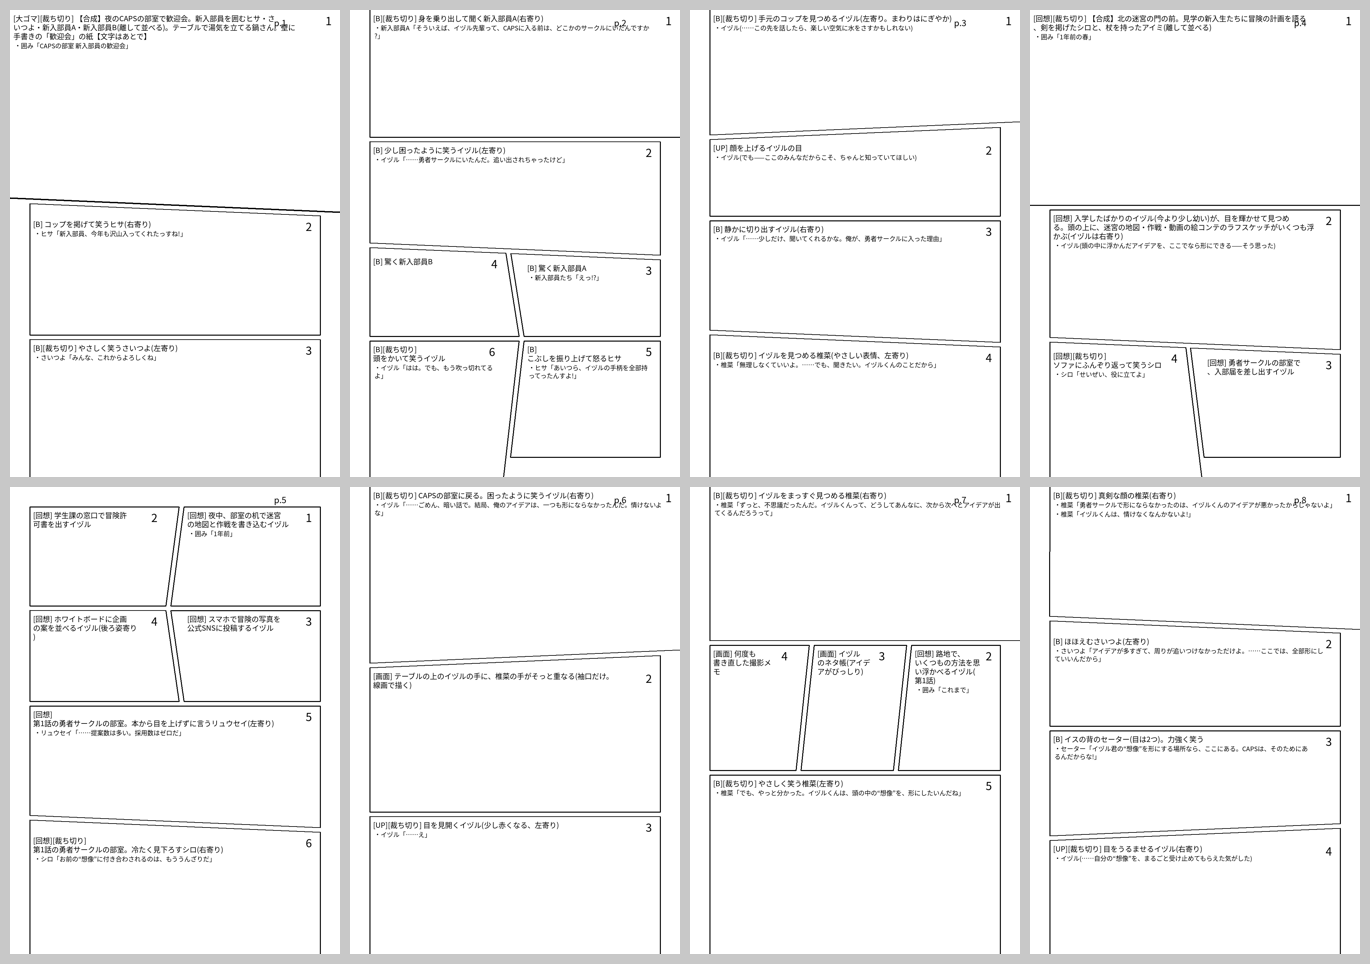 p.1
[大ゴマ][裁ち切り] 【合成】夜のCAPSの部室で歓迎会。新入部員を囲むヒサ・さ
いつよ・新入部員A・新入部員B(離して並べる)。テーブルで湯気を立てる鍋さん。壁に
手書きの「歓迎会」の紙【文字はあとで】
・囲み「CAPSの部室 新入部員の歓迎会」
1
[B] コップを掲げて笑うヒサ(右寄り)
・ヒサ「新入部員、今年も沢山入ってくれたっすね!」
2
[B][裁ち切り] やさしく笑うさいつよ(左寄り)
・さいつよ「みんな、これからよろしくね」
3
p.2
[B][裁ち切り] 身を乗り出して聞く新入部員A(右寄り)
・新入部員A「そういえば、イヅル先輩って、CAPSに入る前は、どこかのサークルにいたんですか
?」
1
[B] 少し困ったように笑うイヅル(左寄り)
・イヅル「……勇者サークルにいたんだ。追い出されちゃったけど」
2
[B] 驚く新入部員A
・新入部員たち「えっ!?」
3
[B] 驚く新入部員B
4
[B]
こぶしを振り上げて怒るヒサ
・ヒサ「あいつら、イヅルの手柄を全部持
ってったんすよ!」
5
[B][裁ち切り]
頭をかいて笑うイヅル
・イヅル「はは。でも、もう吹っ切れてる
よ」
6
p.3
[B][裁ち切り] 手元のコップを見つめるイヅル(左寄り。まわりはにぎやか)
・イヅル(……この先を話したら、楽しい空気に水をさすかもしれない)
1
[UP] 顔を上げるイヅルの目
・イヅル(でも——ここのみんなだからこそ、ちゃんと知っていてほしい)
2
[B] 静かに切り出すイヅル(右寄り)
・イヅル「……少しだけ、聞いてくれるかな。俺が、勇者サークルに入った理由」
3
[B][裁ち切り] イヅルを見つめる椎菜(やさしい表情、左寄り)
・椎菜「無理しなくていいよ。……でも、聞きたい。イヅルくんのことだから」
4
p.4
[回想][裁ち切り] 【合成】北の迷宮の門の前。見学の新入生たちに冒険の計画を語る
、剣を掲げたシロと、杖を持ったアイミ(離して並べる)
・囲み「1年前の春」
1
[回想] 入学したばかりのイヅル(今より少し幼い)が、目を輝かせて見つめ
る。頭の上に、迷宮の地図・作戦・動画の絵コンテのラフスケッチがいくつも浮
かぶ(イヅルは右寄り)
・イヅル(頭の中に浮かんだアイデアを、ここでなら形にできる——そう思った)
2
[回想] 勇者サークルの部室で
、入部届を差し出すイヅル
3
[回想][裁ち切り]
ソファにふんぞり返って笑うシロ
・シロ「せいぜい、役に立てよ」
4
p.5
[回想] 夜中、部室の机で迷宮
の地図と作戦を書き込むイヅル
・囲み「1年前」
1
[回想] 学生課の窓口で冒険許
可書を出すイヅル
2
[回想] スマホで冒険の写真を
公式SNSに投稿するイヅル
3
[回想] ホワイトボードに企画
の案を並べるイヅル(後ろ姿寄り
)
4
[回想]
第1話の勇者サークルの部室。本から目を上げずに言うリュウセイ(左寄り)
・リュウセイ「……提案数は多い。採用数はゼロだ」
5
[回想][裁ち切り]
第1話の勇者サークルの部室。冷たく見下ろすシロ(右寄り)
・シロ「お前の“想像”に付き合わされるのは、もううんざりだ」
6
p.6
[B][裁ち切り] CAPSの部室に戻る。困ったように笑うイヅル(右寄り)
・イヅル「……ごめん、暗い話で。結局、俺のアイデアは、一つも形にならなかったんだ。情けないよ
な」
1
[画面] テーブルの上のイヅルの手に、椎菜の手がそっと重なる(袖口だけ。
線画で描く)
2
[UP][裁ち切り] 目を見開くイヅル(少し赤くなる、左寄り)
・イヅル「……え」
3
p.7
[B][裁ち切り] イヅルをまっすぐ見つめる椎菜(右寄り)
・椎菜「ずっと、不思議だったんだ。イヅルくんって、どうしてあんなに、次から次へとアイデアが出
てくるんだろうって」
1
[回想] 路地で、
いくつもの方法を思
い浮かべるイヅル(
第1話)
・囲み「これまで」
2
[画面] イヅル
のネタ帳(アイデ
アがびっしり)
3
[画面] 何度も
書き直した撮影メ
モ
4
[B][裁ち切り] やさしく笑う椎菜(左寄り)
・椎菜「でも、やっと分かった。イヅルくんは、頭の中の“想像”を、形にしたいんだね」
5
p.8
[B][裁ち切り] 真剣な顔の椎菜(右寄り)
・椎菜「勇者サークルで形にならなかったのは、イヅルくんのアイデアが悪かったからじゃないよ」
・椎菜「イヅルくんは、情けなくなんかないよ!」
1
[B] ほほえむさいつよ(左寄り)
・さいつよ「アイデアが多すぎて、周りが追いつけなかっただけよ。……ここでは、全部形にし
ていいんだから」
2
[B] イスの背のセーター(目は2つ)。力強く笑う
・セーター「イヅル君の“想像”を形にする場所なら、ここにある。CAPSは、そのためにあ
るんだからな!」
3
[UP][裁ち切り] 目をうるませるイヅル(右寄り)
・イヅル(……自分の“想像”を、まるごと受け止めてもらえた気がした)
4